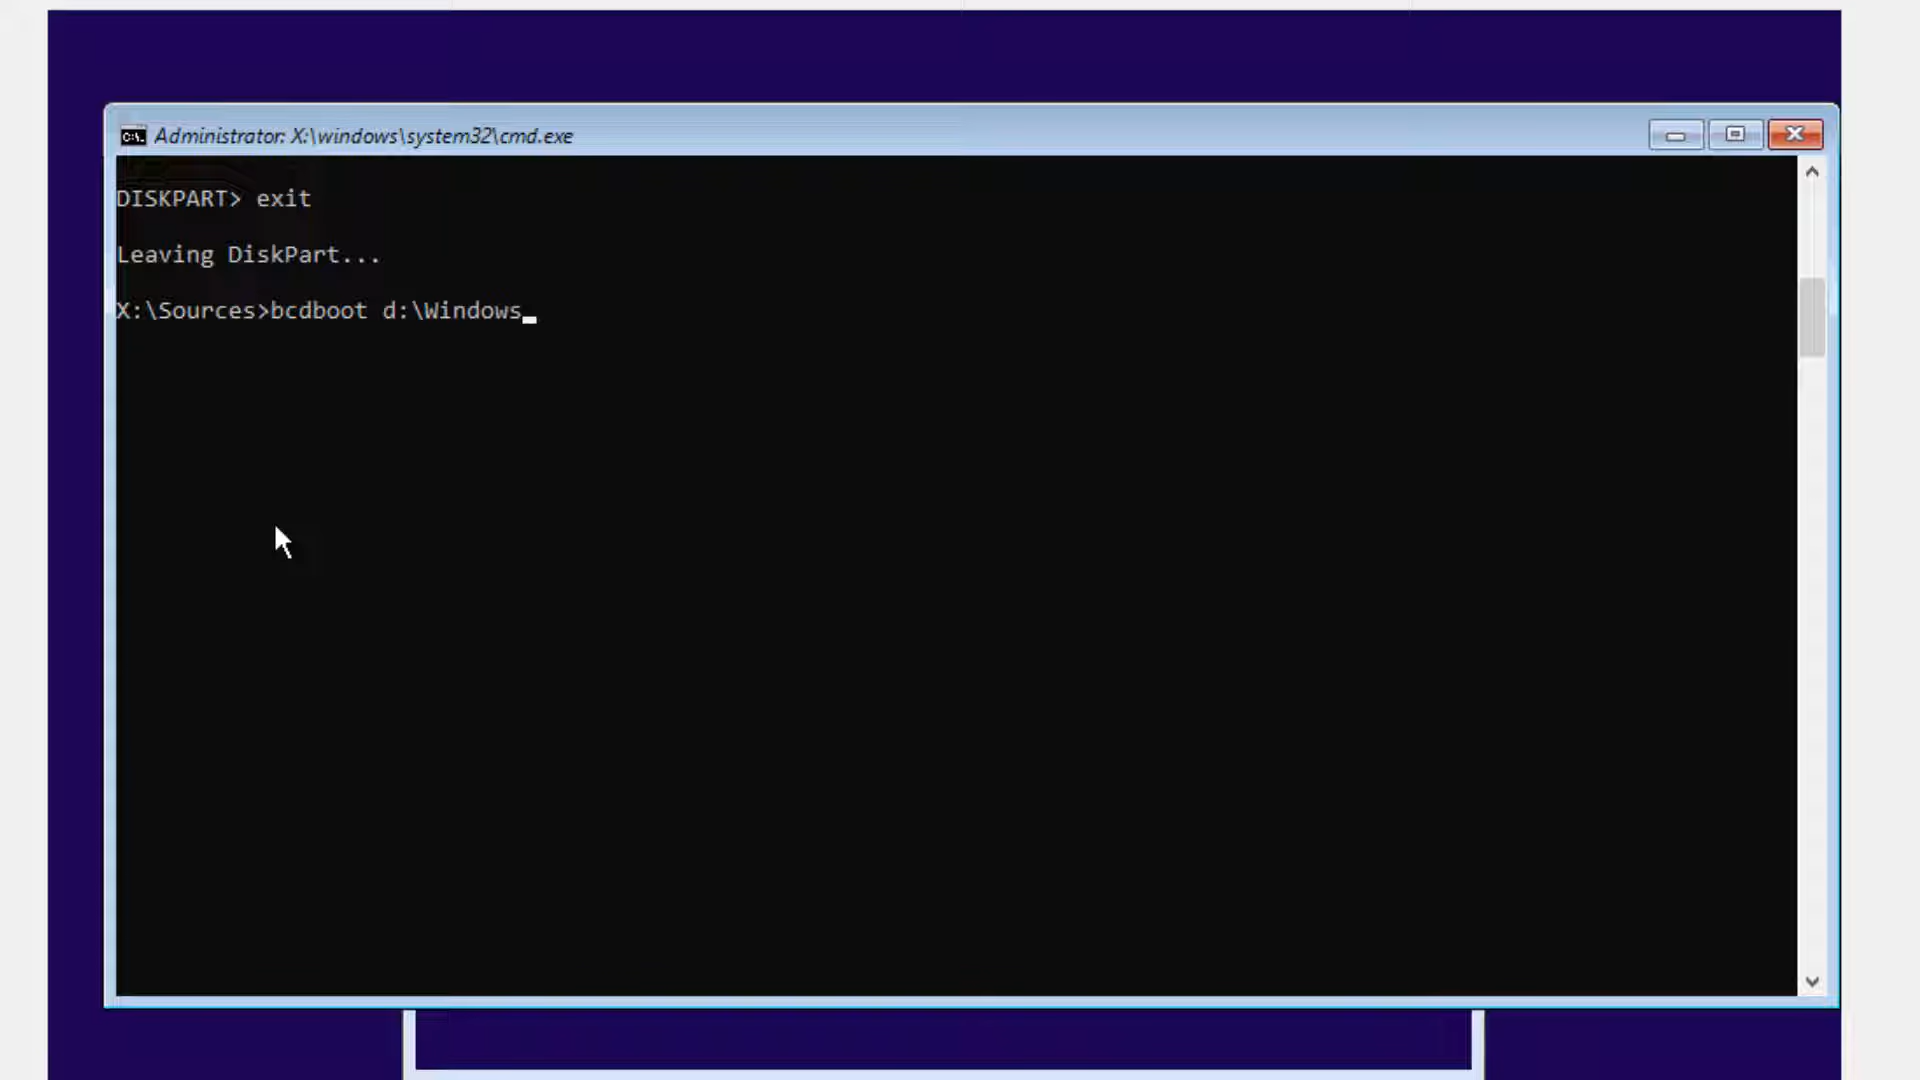 Administrator: X:\windows\system32\cmd.exe
DISKPART> exit
Leaving DiskPart...
X:\Sources>bcdboot d:\Windows